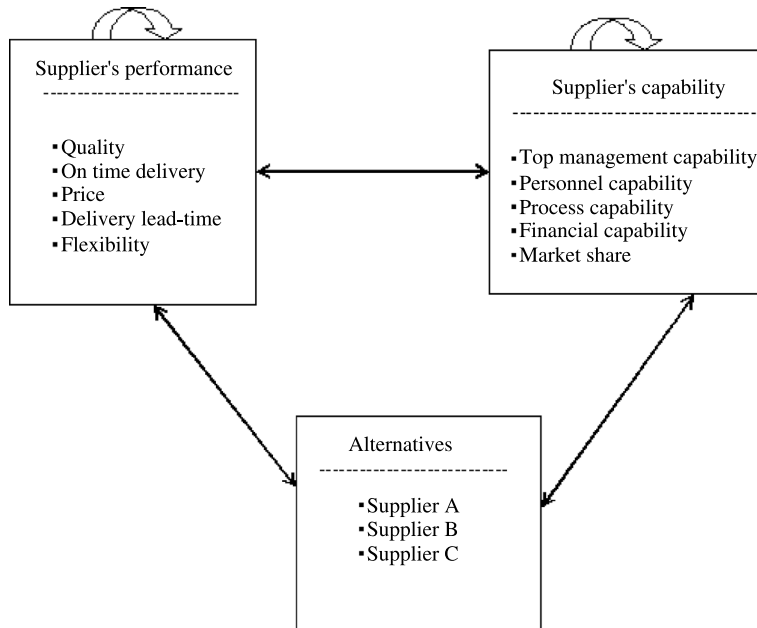 Supplier's performance
▪Quality
▪On time delivery
▪Price
▪Delivery lead-time
▪Flexibility
Supplier's capability
▪Top management capability
▪Personnel capability
▪Process capability
▪Financial capability
▪Market share
Alternatives
▪Supplier A
▪Supplier B
▪Supplier C